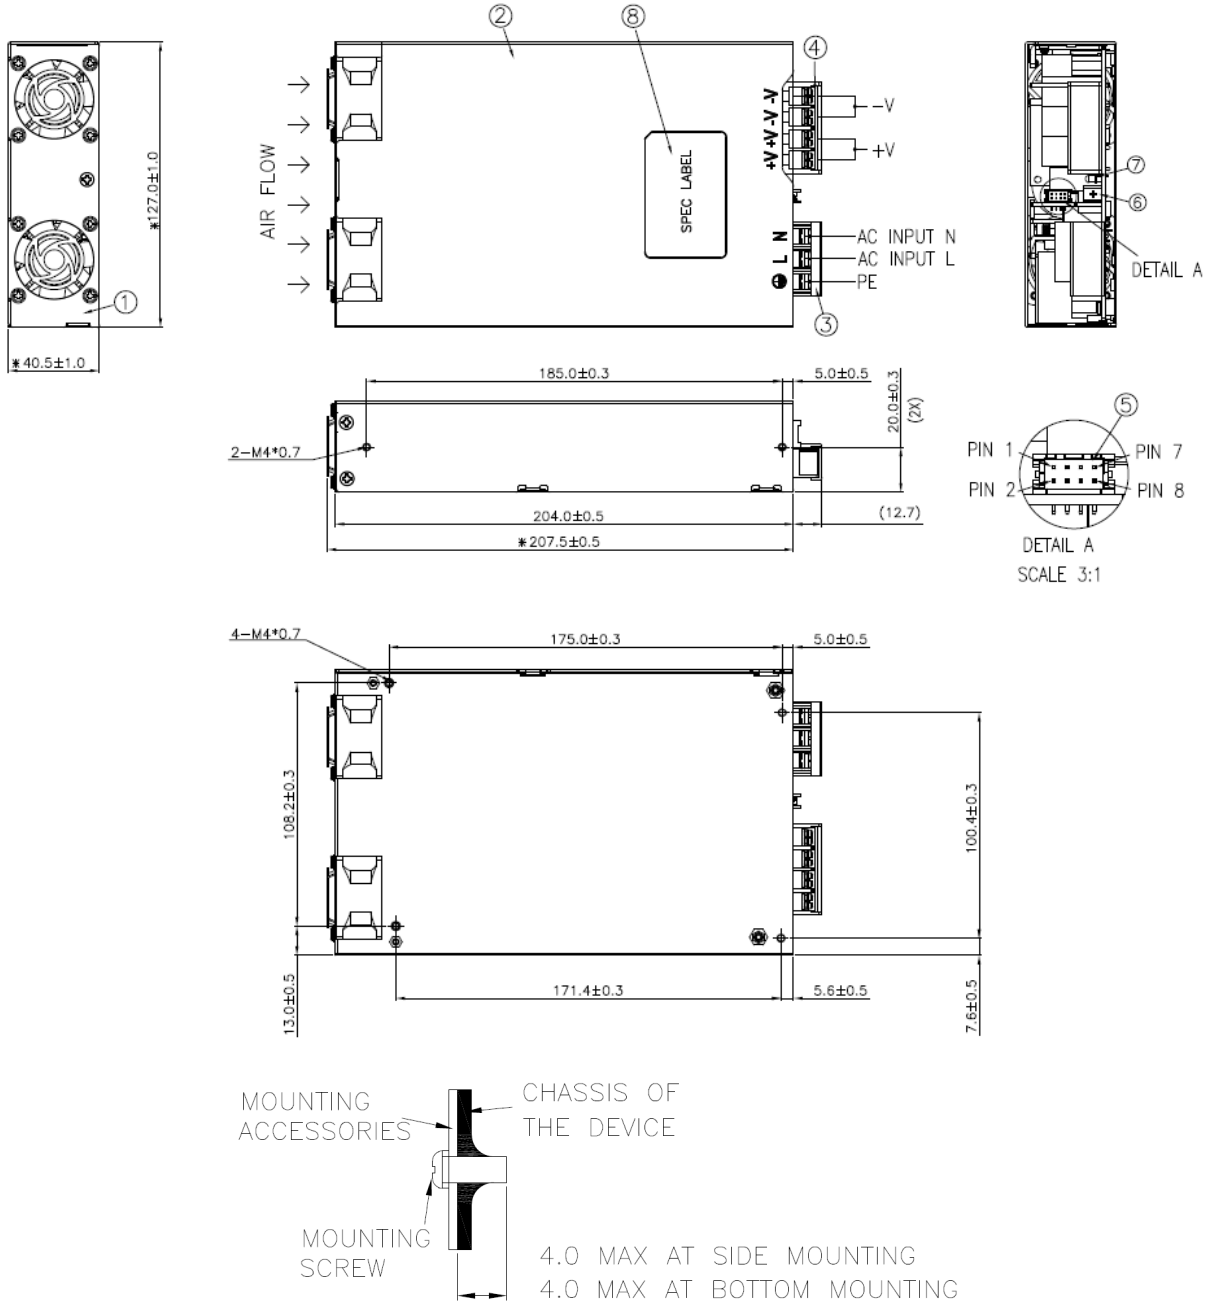 ②
⑧
④
-V
-V
+V
+V
−V
+V
AIR FLOW
SPEC LABEL
*127.0±1.0
①
*40.5±1.0
N
L
AC INPUT N
AC INPUT L
PE
③
⑦
⑥
DETAIL A
185.0±0.3
5.0±0.5
20.0±0.3
(2X)
2-M4*0.7
204.0±0.5
(12.7)
*207.5±0.5
⑤
PIN 1
PIN 7
PIN 2
PIN 8
DETAIL A
SCALE 3:1
4-M4*0.7
175.0±0.3
5.0±0.5
108.2±0.3
100.4±0.3
13.0±0.5
171.4±0.3
5.6±0.5
7.6±0.5
MOUNTING
ACCESSORIES
CHASSIS OF
THE DEVICE
MOUNTING
SCREW
4.0 MAX AT SIDE MOUNTING
4.0 MAX AT BOTTOM MOUNTING